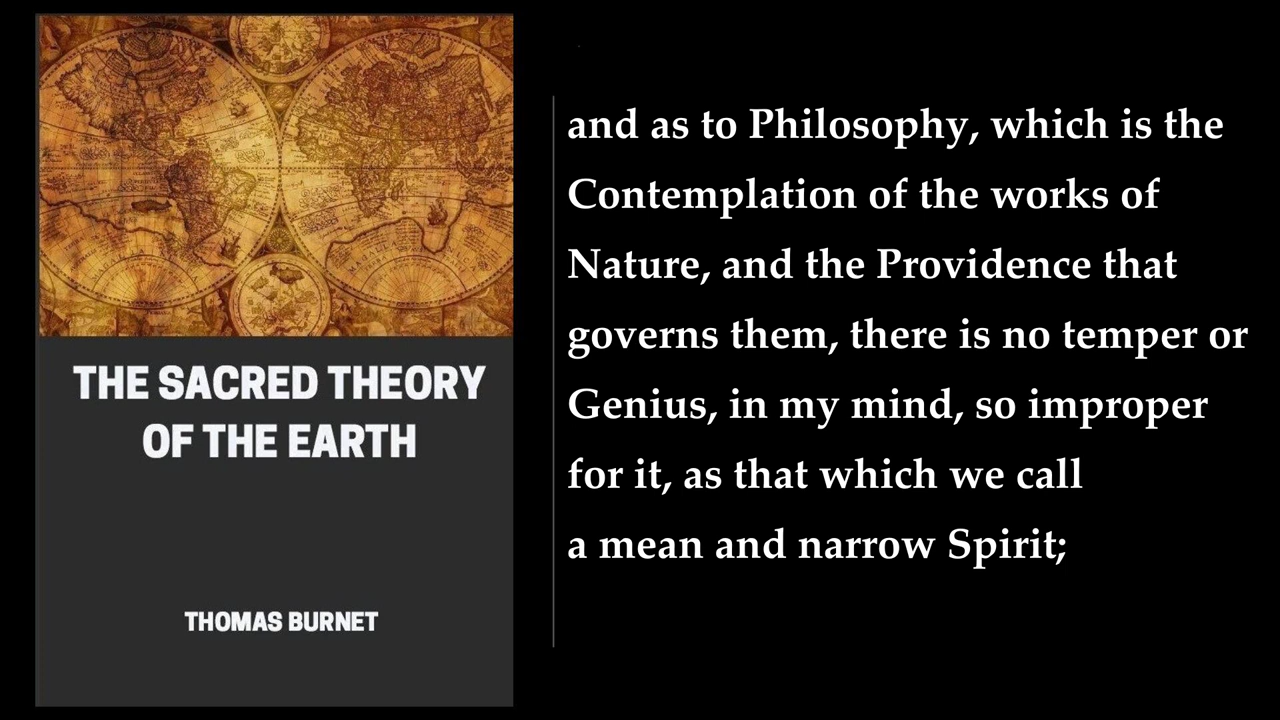 THE SACRED THEORY
OF THE EARTH
THOMAS BURNET
and as to Philosophy, which is the
Contemplation of the works of
Nature, and the Providence that
governs them, there is no temper or
Genius, in my mind, so improper
for it, as that which we call
a mean and narrow Spirit;